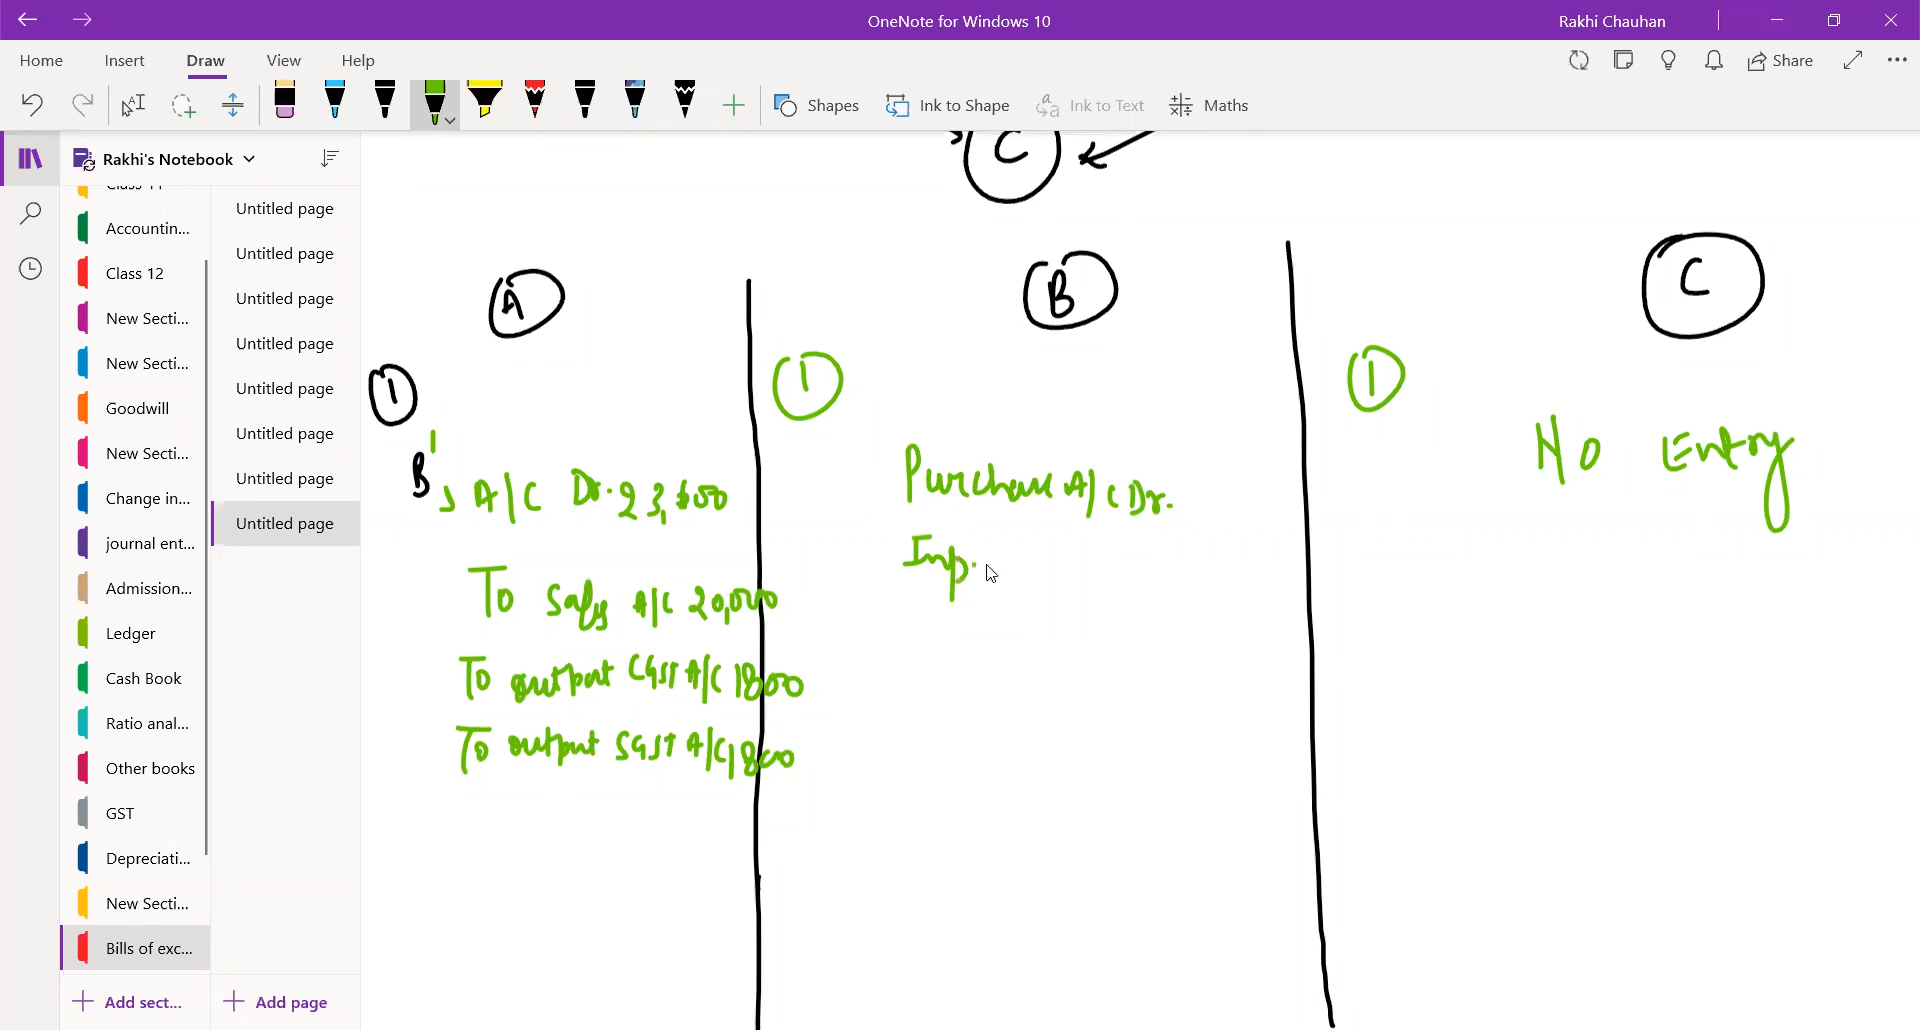 OneNote for Windows 10
Rakhi Chauhan
Home Insert Draw View Help
Share
Shapes Ink to Shape Ink to Text Maths
Rakhi's Notebook
Class 11
Accountin...
Class 12
New Secti...
New Secti...
Goodwill
New Secti...
Change in...
journal ent...
Admission...
Ledger
Cash Book
Ratio anal...
Other books
GST
Depreciati...
New Secti...
Bills of exc...
Add sect...
Untitled page
Untitled page
Untitled page
Untitled page
Untitled page
Untitled page
Untitled page
Untitled page
Add page
C
A
1
B's A/C Dr. 23,600
To Sales A/C 20,000
To output CGST A/C 1800
To output SGST A/C 1800
B
1
Purchase A/C Dr.
Inp.
C
1
No Entry